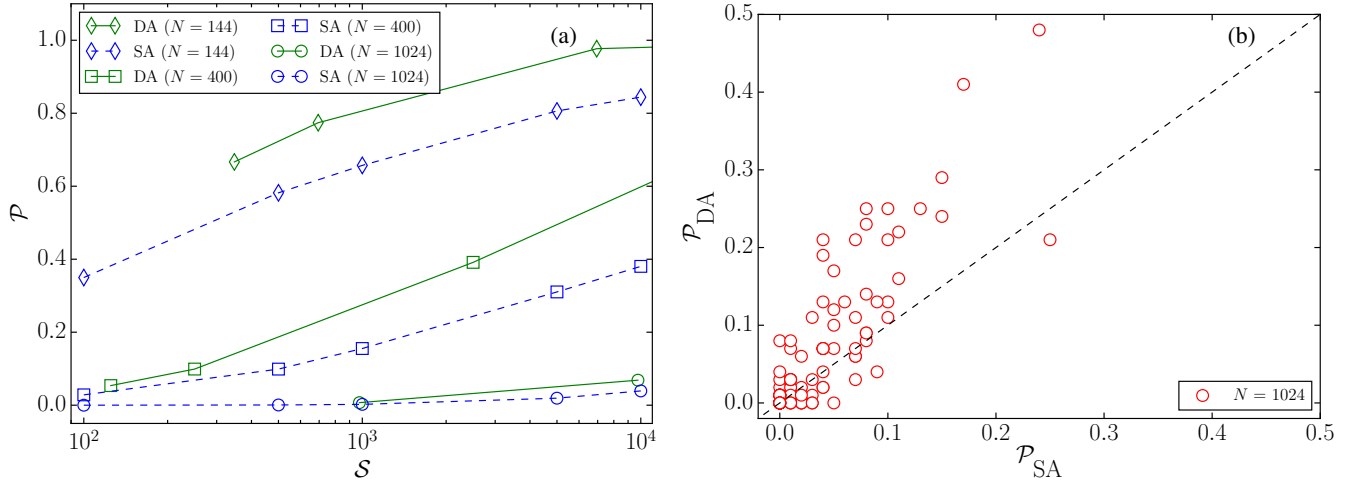 DA (N = 144)
SA (N = 144)
DA (N = 400)
SA (N = 400)
DA (N = 1024)
SA (N = 1024)
(a)
1.0
0.8
0.6
0.4
0.2
0.0
P
10²
10³
10⁴
S
(b)
0.5
0.4
0.3
0.2
0.1
0.0
P_DA
N = 1024
0.0
0.1
0.2
0.3
0.4
0.5
P_SA